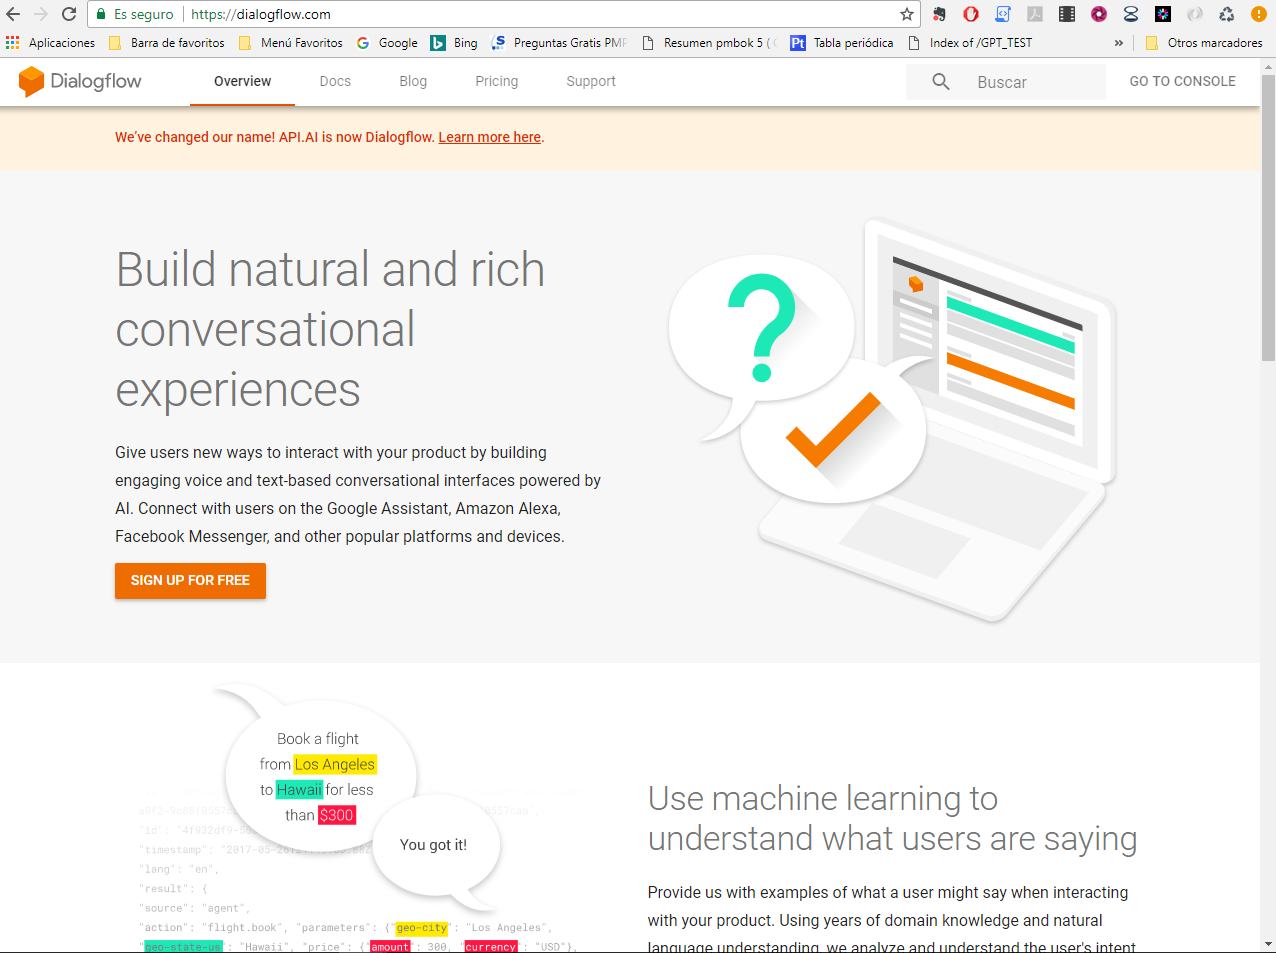 Es seguro https://dialogflow.com
Aplicaciones Barra de favoritos Menú Favoritos Google Bing Preguntas Gratis PMP Resumen pmbok 5 ( Pt Tabla periódica Index of /GPT_TEST » Otros marcadores
Dialogflow Overview Docs Blog Pricing Support Buscar GO TO CONSOLE
We've changed our name! API.AI is now Dialogflow. Learn more here.
Build natural and rich
conversational
experiences
Give users new ways to interact with your product by building
engaging voice and text-based conversational interfaces powered by
AI. Connect with users on the Google Assistant, Amazon Alexa,
Facebook Messenger, and other popular platforms and devices.
SIGN UP FOR FREE
?
Book a flight
from Los Angeles
to Hawaii for less
than $300
You got it!
"id": "4f932df9-5
"timestamp": "2017-05-
"lang": "en",
"result": {
"source": "agent",
"action": "flight.book", "parameters": {"geo-city": "Los Angeles",
"geo-state-us": "Hawaii", "price": {"amount": 300, "currency": "USD"},
Use machine learning to
understand what users are saying
Provide us with examples of what a user might say when interacting
with your product. Using years of domain knowledge and natural
language understanding, we analyze and understand the user's intent